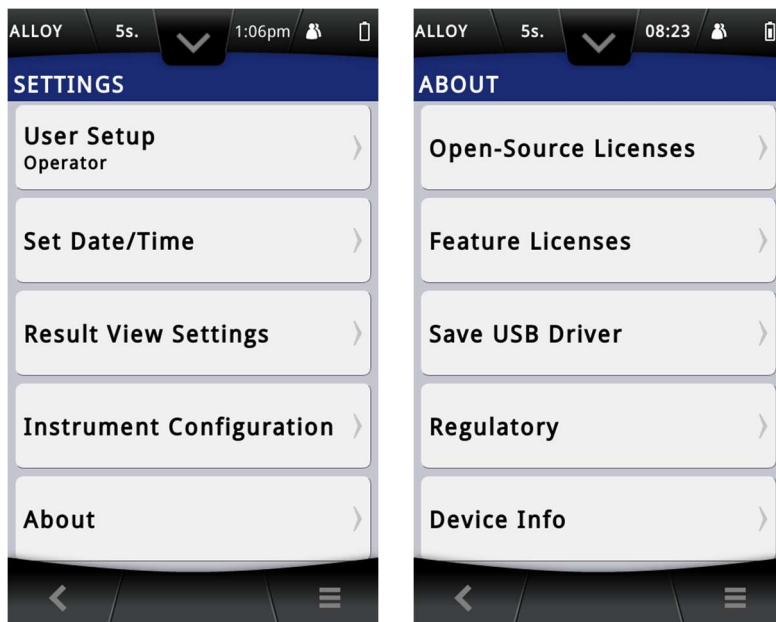 ALLOY 5s. 1:06pm
SETTINGS
User Setup
Operator
Set Date/Time
Result View Settings
Instrument Configuration
About
ALLOY 5s. 08:23
ABOUT
Open-Source Licenses
Feature Licenses
Save USB Driver
Regulatory
Device Info